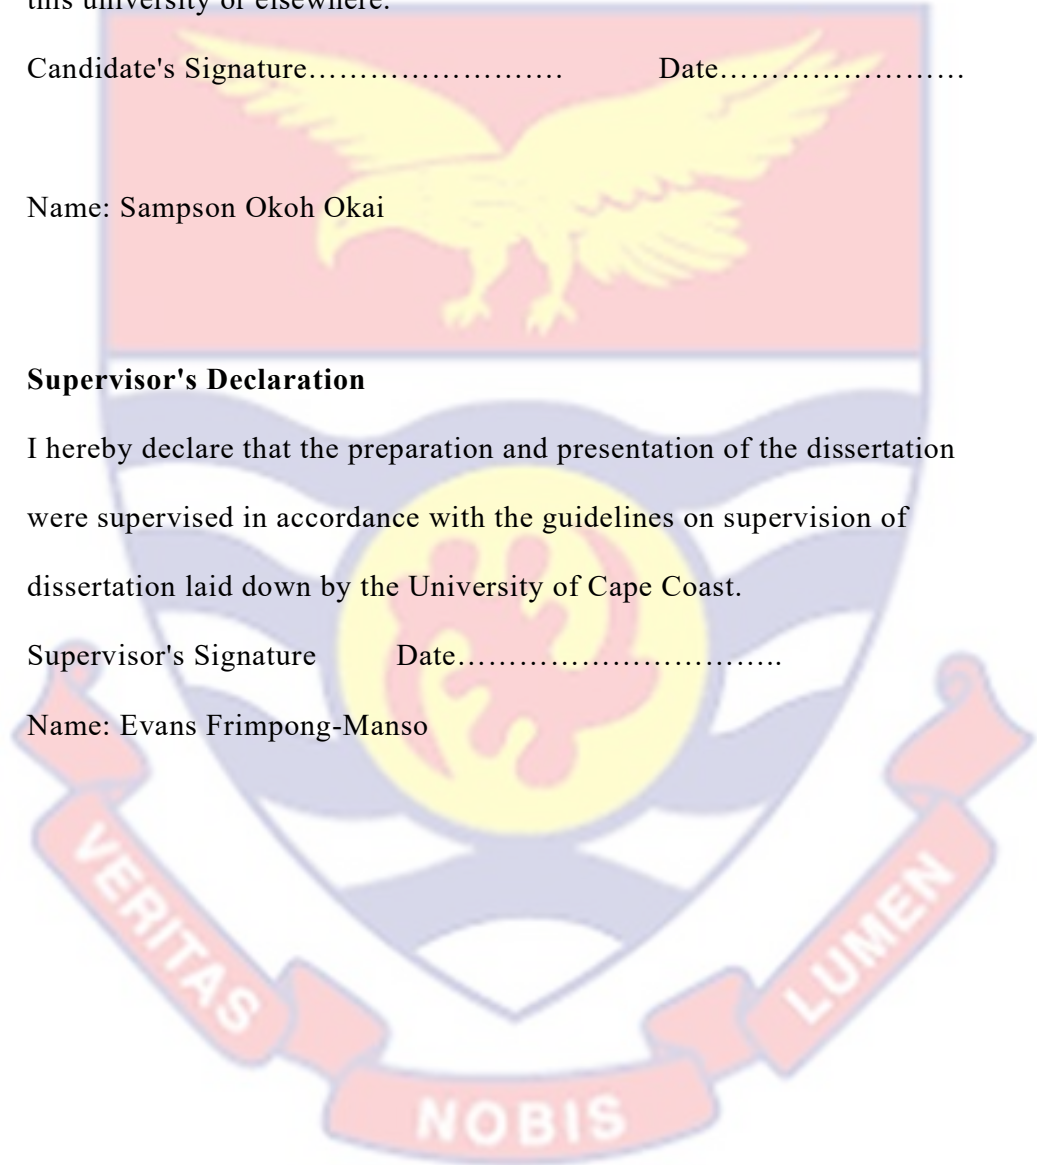 this university or elsewhere.
Candidate's Signature………………………… Date………………………
Name: Sampson Okoh Okai
Supervisor's Declaration
I hereby declare that the preparation and presentation of the dissertation
were supervised in accordance with the guidelines on supervision of
dissertation laid down by the University of Cape Coast.
Supervisor's Signature Date………………………………..
Name: Evans Frimpong-Manso
VERITAS
NOBIS
LUMEN